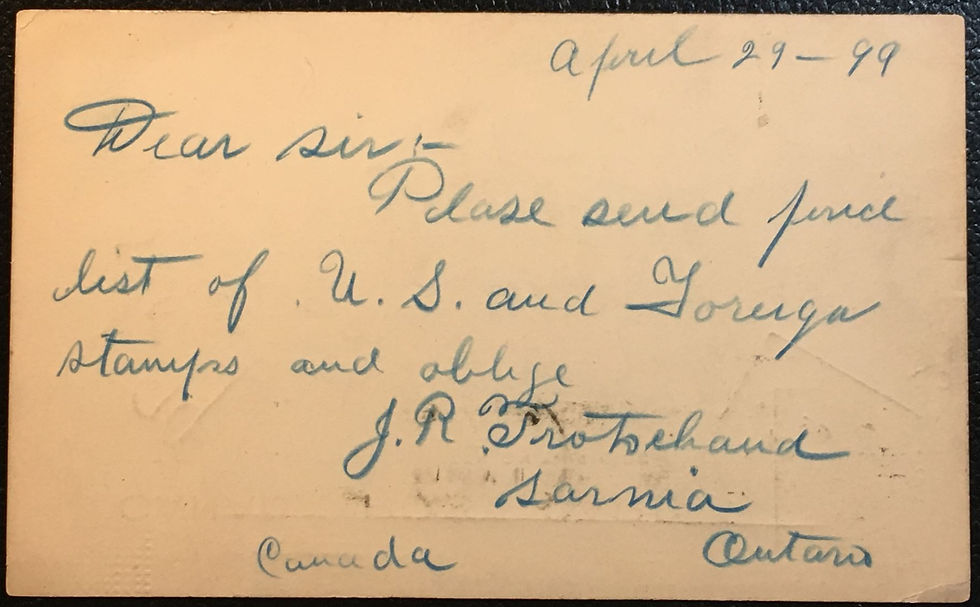 April 29 - 99
Dear sir:-
Please send price
list of U. S. and Foreign
stamps and oblige
J. R.
Sarnia
Canada Ontario